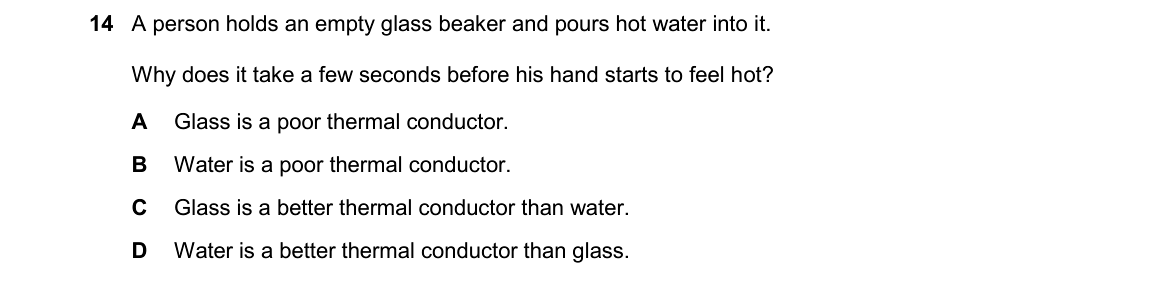 14 A person holds an empty glass beaker and pours hot water into it.
Why does it take a few seconds before his hand starts to feel hot?
A Glass is a poor thermal conductor.
B Water is a poor thermal conductor.
C Glass is a better thermal conductor than water.
D Water is a better thermal conductor than glass.